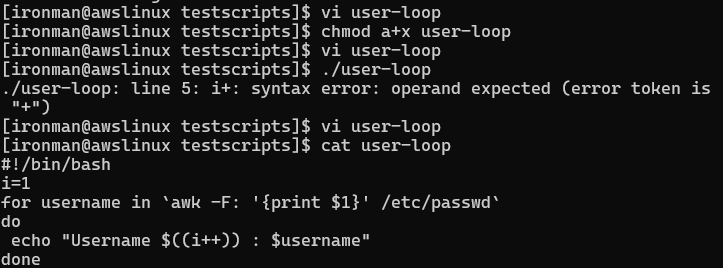 [ironman@awslinux testscripts]$ vi user-loop
[ironman@awslinux testscripts]$ chmod a+x user-loop
[ironman@awslinux testscripts]$ vi user-loop
[ironman@awslinux testscripts]$ ./user-loop
./user-loop: line 5: i+: syntax error: operand expected (error token is
 "+")
[ironman@awslinux testscripts]$ vi user-loop
[ironman@awslinux testscripts]$ cat user-loop
#!/bin/bash
i=1
for username in `awk -F: '{print $1}' /etc/passwd`
do
 echo "Username $((i++)) : $username"
done